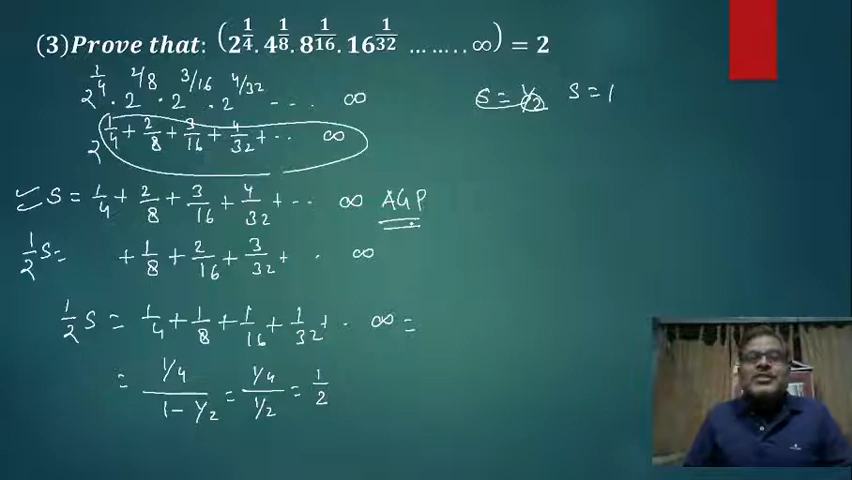 (3)Prove that: (2^{1/4}.4^{1/8}.8^{1/16}.16^{1/32} ........ ∞) = 2
2^{1/4} . 2^{2/8} . 2^{3/16} . 2^{4/32} - - - . ∞
S = 1/2 S = 1
2^{1/4 + 2/8 + 3/16 + 4/32 + - .. ∞}
S = 1/4 + 2/8 + 3/16 + 4/32 + - .. ∞ AGP
1/2 S = + 1/8 + 2/16 + 3/32 + . ∞
1/2 S = 1/4 + 1/8 + 1/16 + 1/32 + - . ∞ =
= 1/4 / (1 - 1/2) = 1/4 / 1/2 = 1/2